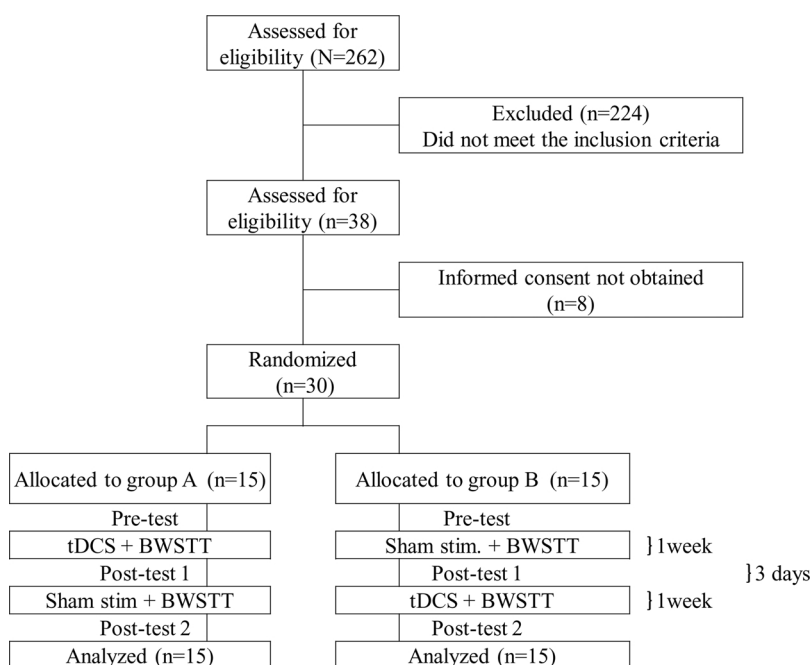 Assessed for
eligibility (N=262)
Excluded (n=224)
Did not meet the inclusion criteria
Assessed for
eligibility (n=38)
Informed consent not obtained
(n=8)
Randomized
(n=30)
Allocated to group A (n=15)
Allocated to group B (n=15)
Pre-test
Pre-test
tDCS + BWSTT
Sham stim. + BWSTT
}1week
Post-test 1
Post-test 1
}3 days
Sham stim + BWSTT
tDCS + BWSTT
}1week
Post-test 2
Post-test 2
Analyzed (n=15)
Analyzed (n=15)